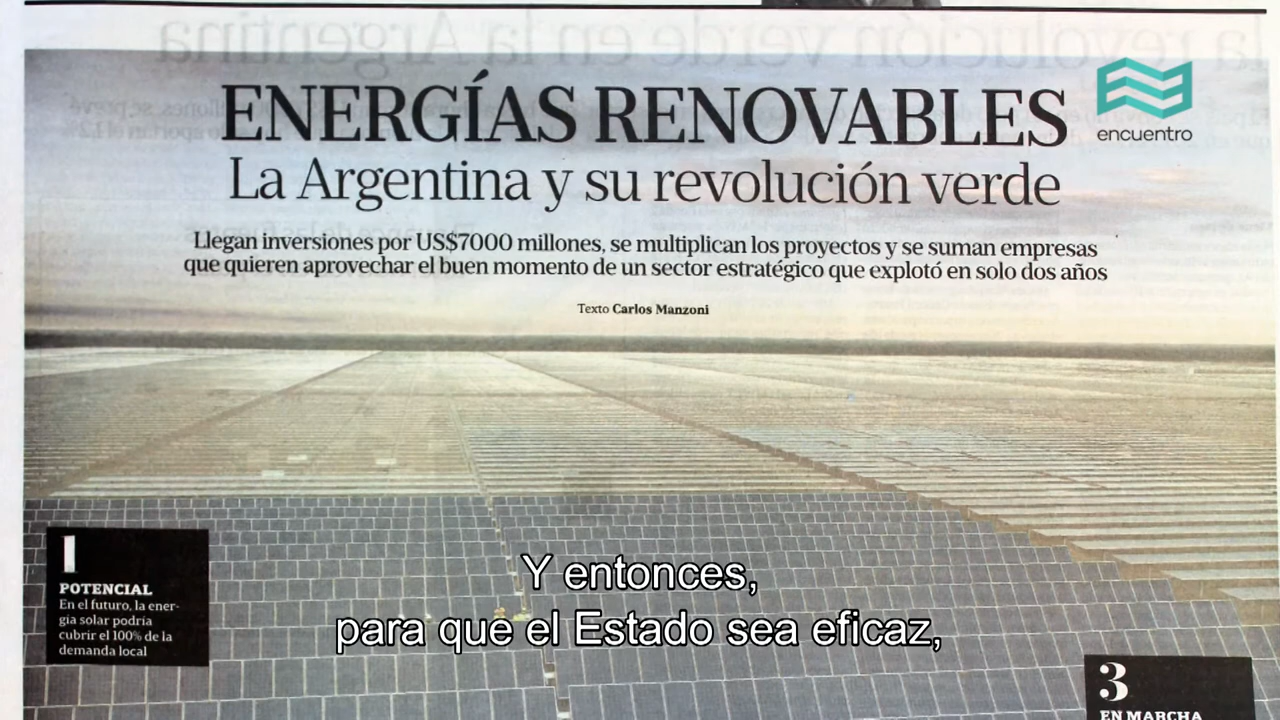 ENERGÍAS RENOVABLES
encuentro
La Argentina y su revolución verde
Llegan inversiones por US$7000 millones, se multiplican los proyectos y se suman empresas
que quieren aprovechar el buen momento de un sector estratégico que explotó en solo dos años
Texto Carlos Manzoni
1
POTENCIAL
En el futuro, la ener-
gía solar podría
cubrir el 100% de la
demanda local
Y entonces,
para que el Estado sea eficaz,
3
EN MARCHA